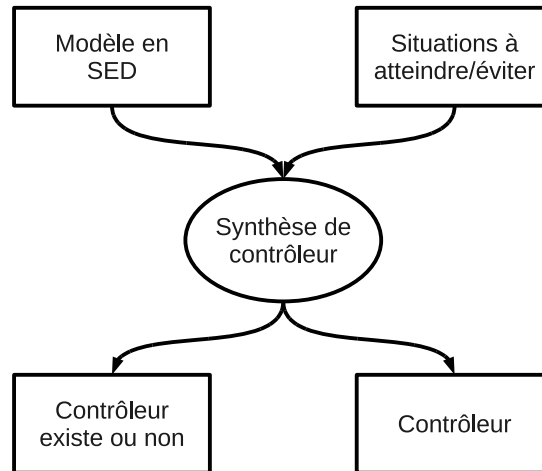 Modèle en
SED
Situations à
atteindre/éviter
Synthèse de
contrôleur
Contrôleur
existe ou non
Contrôleur